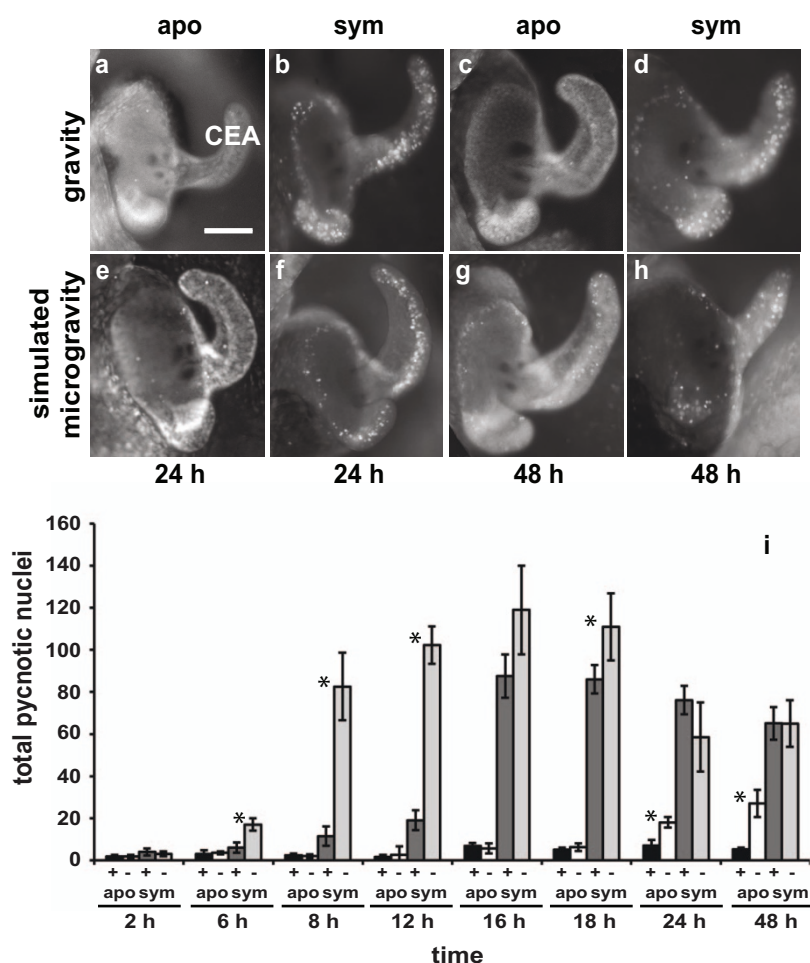 apo sym apo sym
gravity
a b c d
CEA
simulated
microgravity
e f g h
24 h 24 h 48 h 48 h
i
total pycnotic nuclei
160
140
120
100
80
60
40
20
0
* * * * * *
+ - + - + - + - + - + - + - + - + - + - + - + - + - + - + - + -
apo sym apo sym apo sym apo sym apo sym apo sym apo sym apo sym
2 h 6 h 8 h 12 h 16 h 18 h 24 h 48 h
time